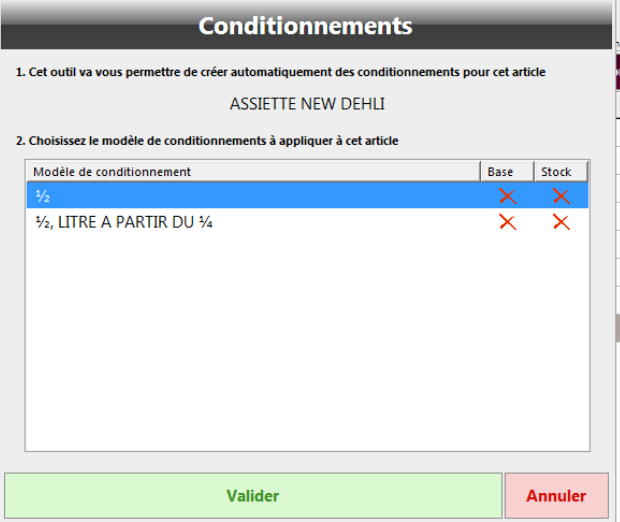 Conditionnements
1. Cet outil va vous permettre de créer automatiquement des conditionnements pour cet article
ASSIETTE NEW DEHLI
2. Choisissez le modèle de conditionnements à appliquer à cet article
Modèle de conditionnement Base Stock
½
½, LITRE A PARTIR DU ¼
Valider Annuler